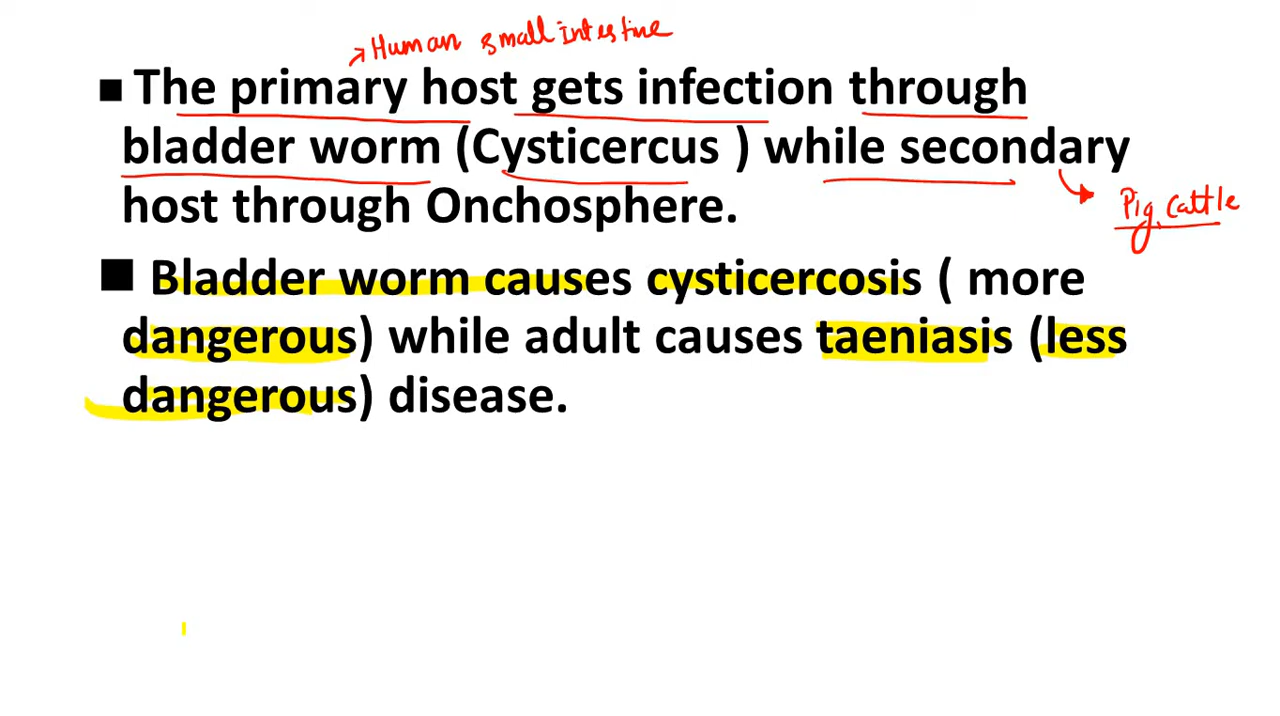 Human small intestine
■ The primary host gets infection through
bladder worm (Cysticercus ) while secondary
host through Onchosphere.
Pig, cattle
■ Bladder worm causes cysticercosis ( more
dangerous) while adult causes taeniasis (less
dangerous) disease.